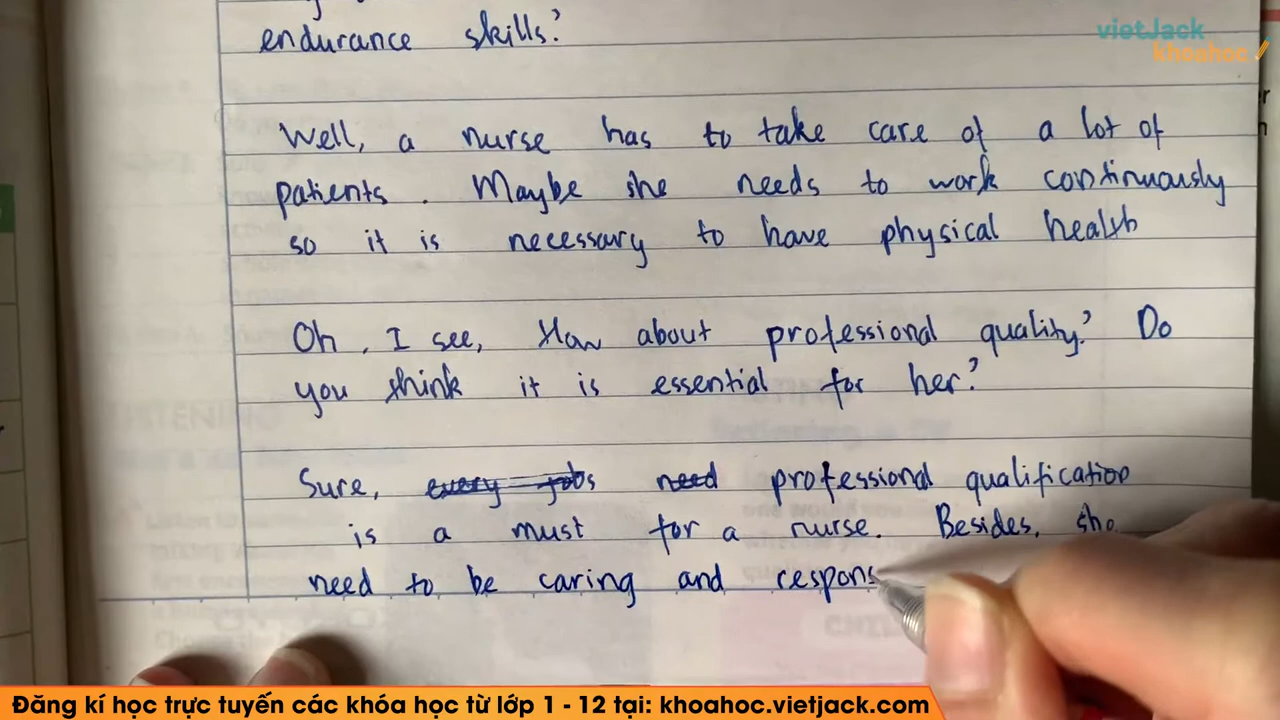 endurance skills?
vietJack
khoahoc
Well, a nurse has to take care of a lot of
patients. Maybe she needs to work continuously
so it is necessary to have physical health
Oh, I see, How about professional quality? Do
you think it is essential for her?
Sure, every jobs need professional qualification
is a must for a nurse. Besides, she
need to be caring and respons
Đăng kí học trực tuyến các khóa học từ lớp 1 - 12 tại: khoahoc.vietjack.com